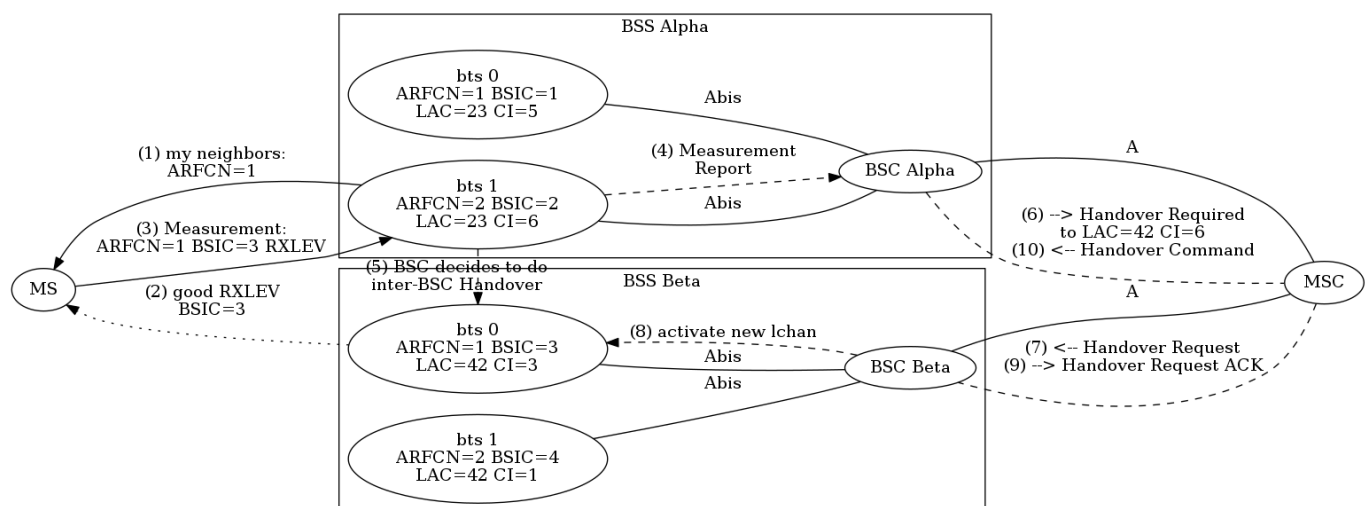 BSS Alpha
bts 0
ARFCN=1 BSIC=1
LAC=23 CI=5
Abis
(1) my neighbors:
ARFCN=1
(4) Measurement
Report
BSC Alpha
A
bts 1
ARFCN=2 BSIC=2
LAC=23 CI=6
Abis
(3) Measurement:
ARFCN=1 BSIC=3 RXLEV
(6) --> Handover Required
to LAC=42 CI=6
(10) <-- Handover Command
(5) BSC decides to do
inter-BSC Handover
BSS Beta
MS
(2) good RXLEV
BSIC=3
MSC
A
bts 0
ARFCN=1 BSIC=3
LAC=42 CI=3
(8) activate new lchan
Abis
Abis
BSC Beta
(7) <-- Handover Request
(9) --> Handover Request ACK
bts 1
ARFCN=2 BSIC=4
LAC=42 CI=1